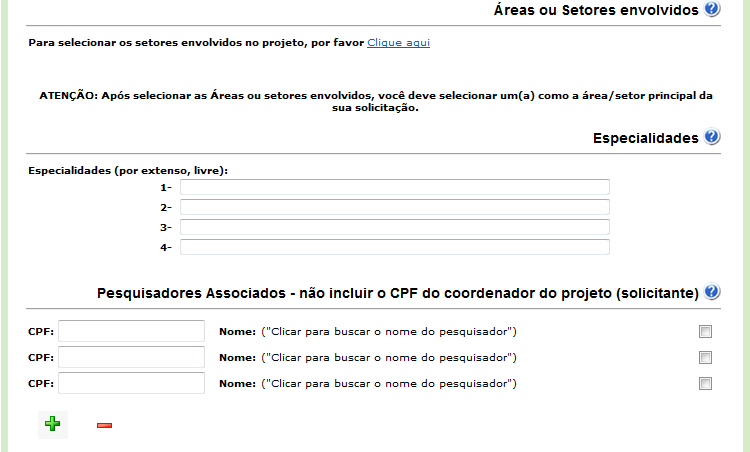 Áreas ou Setores envolvidos
Para selecionar os setores envolvidos no projeto, por favor Clique aqui
ATENÇÃO: Após selecionar as Áreas ou setores envolvidos, você deve selecionar um(a) como a área/setor principal da
sua solicitação.
Especialidades
Especialidades (por extenso, livre):
1-
2-
3-
4-
Pesquisadores Associados - não incluir o CPF do coordenador do projeto (solicitante)
CPF: Nome: ("Clicar para buscar o nome do pesquisador")
CPF: Nome: ("Clicar para buscar o nome do pesquisador")
CPF: Nome: ("Clicar para buscar o nome do pesquisador")